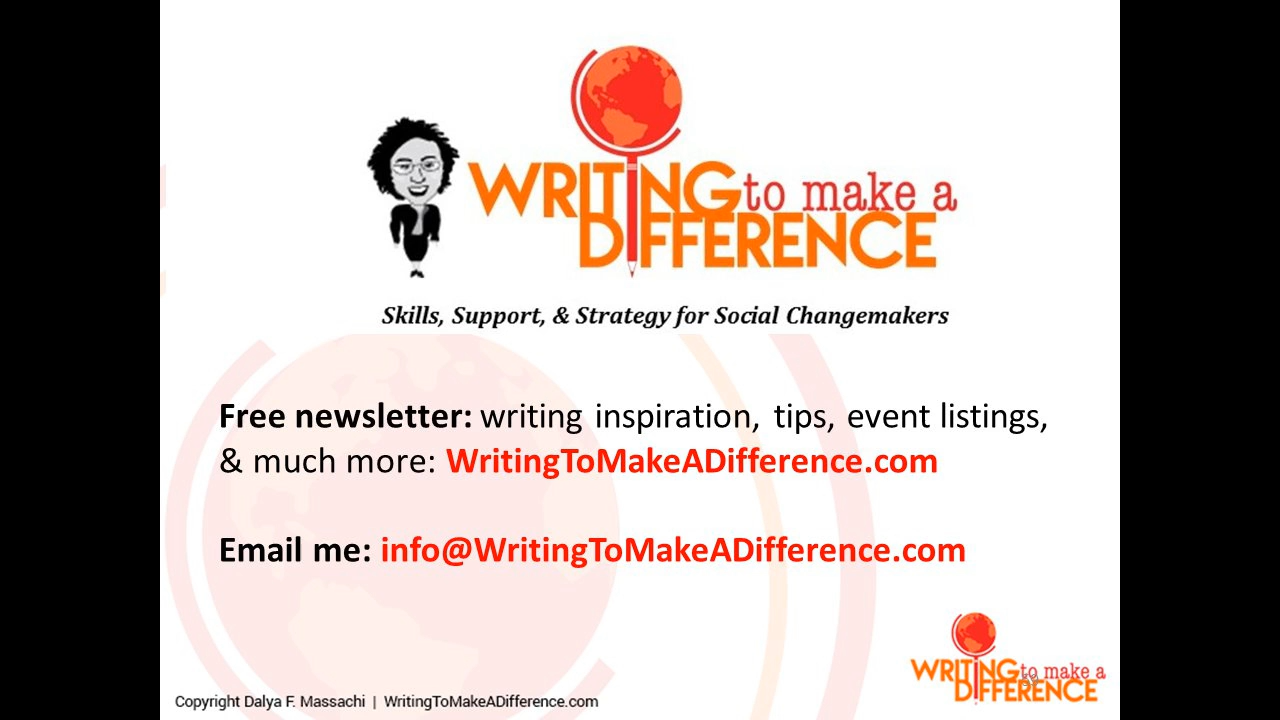 WRITING to make a
DIFFERENCE
Skills, Support, & Strategy for Social Changemakers
Free newsletter: writing inspiration, tips, event listings,
& much more: WritingToMakeADifference.com
Email me: info@WritingToMakeADifference.com
WRITING to make a
DIFFERENCE
Copyright Dalya F. Massachi | WritingToMakeADifference.com